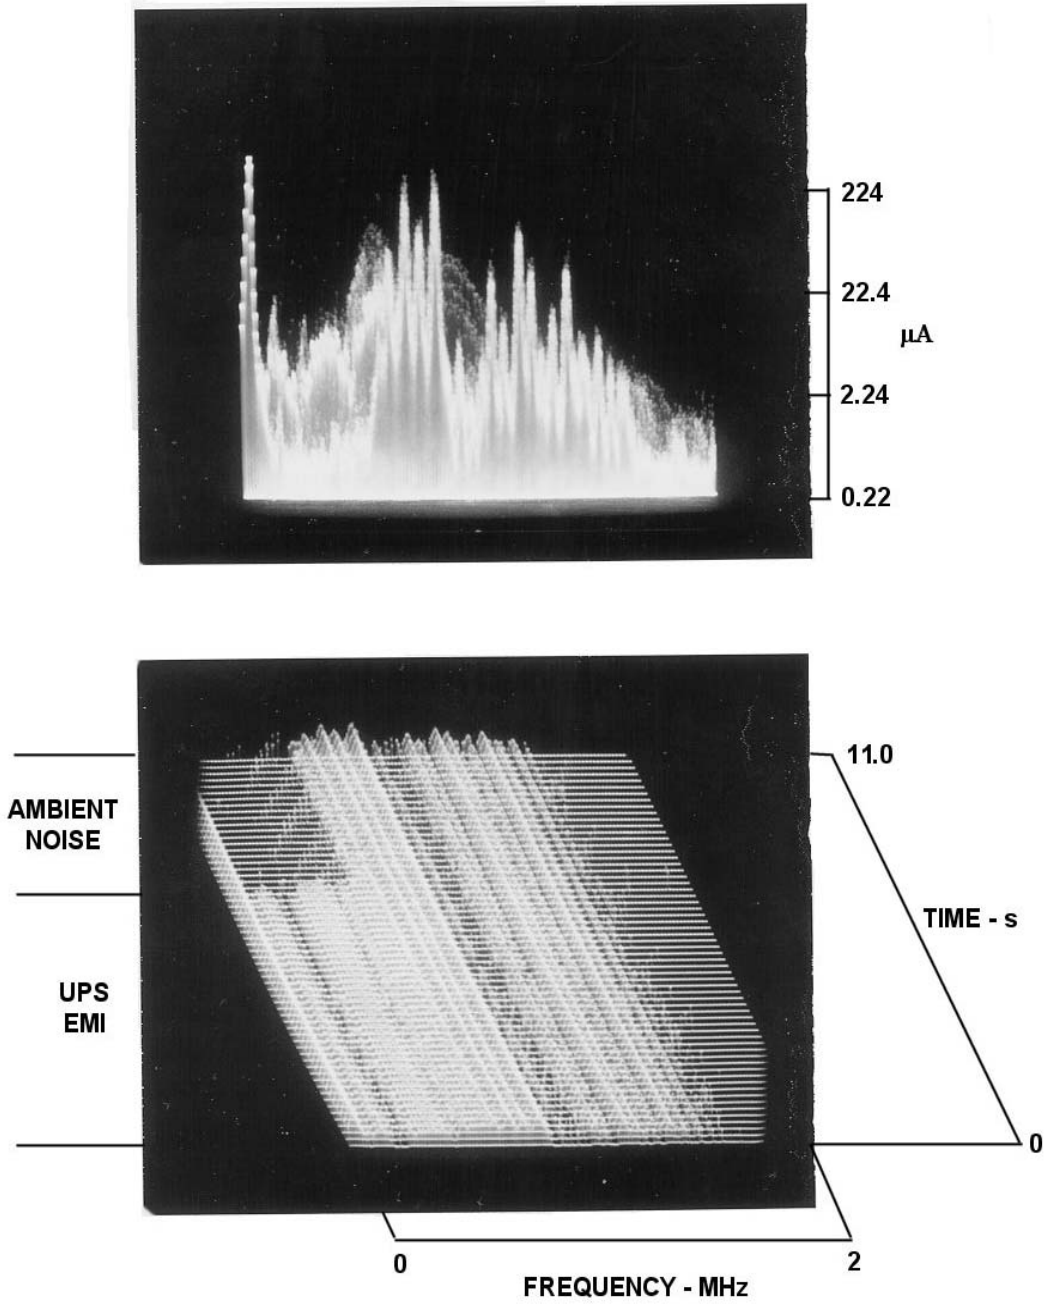 224
22.4
μA
2.24
0.22
11.0
AMBIENT
NOISE
TIME - s
UPS
EMI
0
0
2
FREQUENCY - MHz